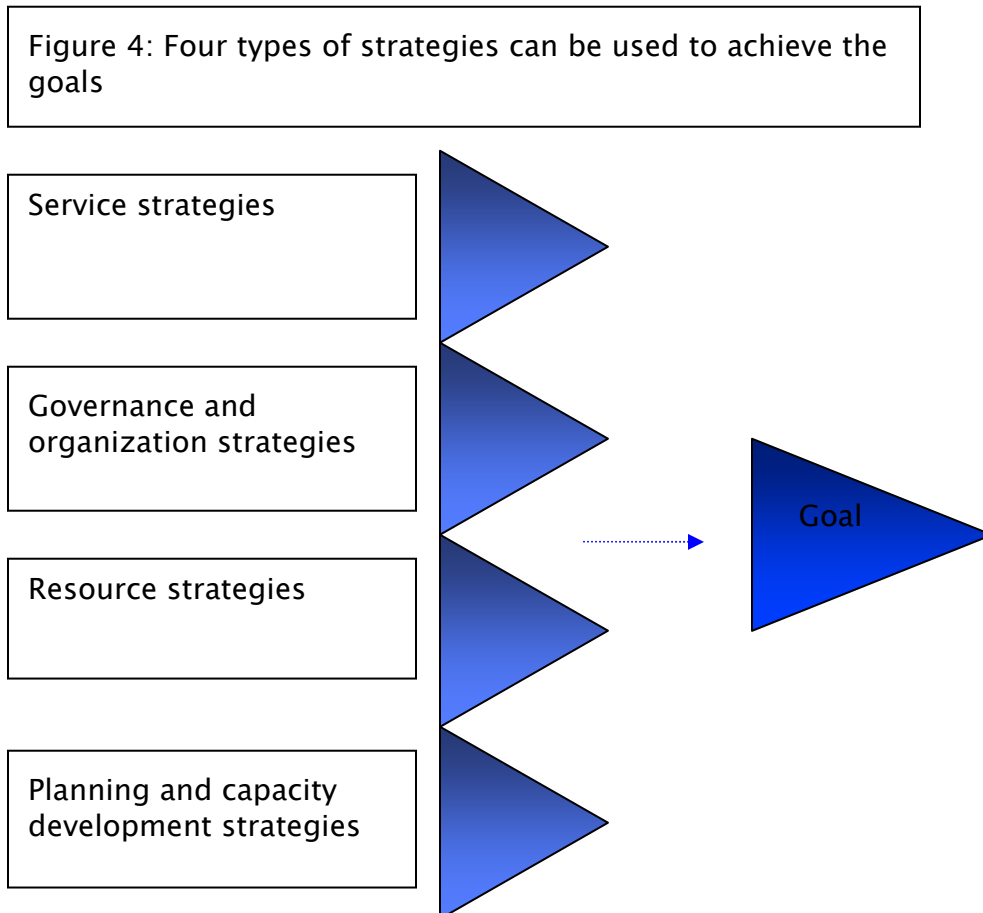 Figure 4: Four types of strategies can be used to achieve the
goals
Service strategies
Governance and
organization strategies
Goal
Resource strategies
Planning and capacity
development strategies